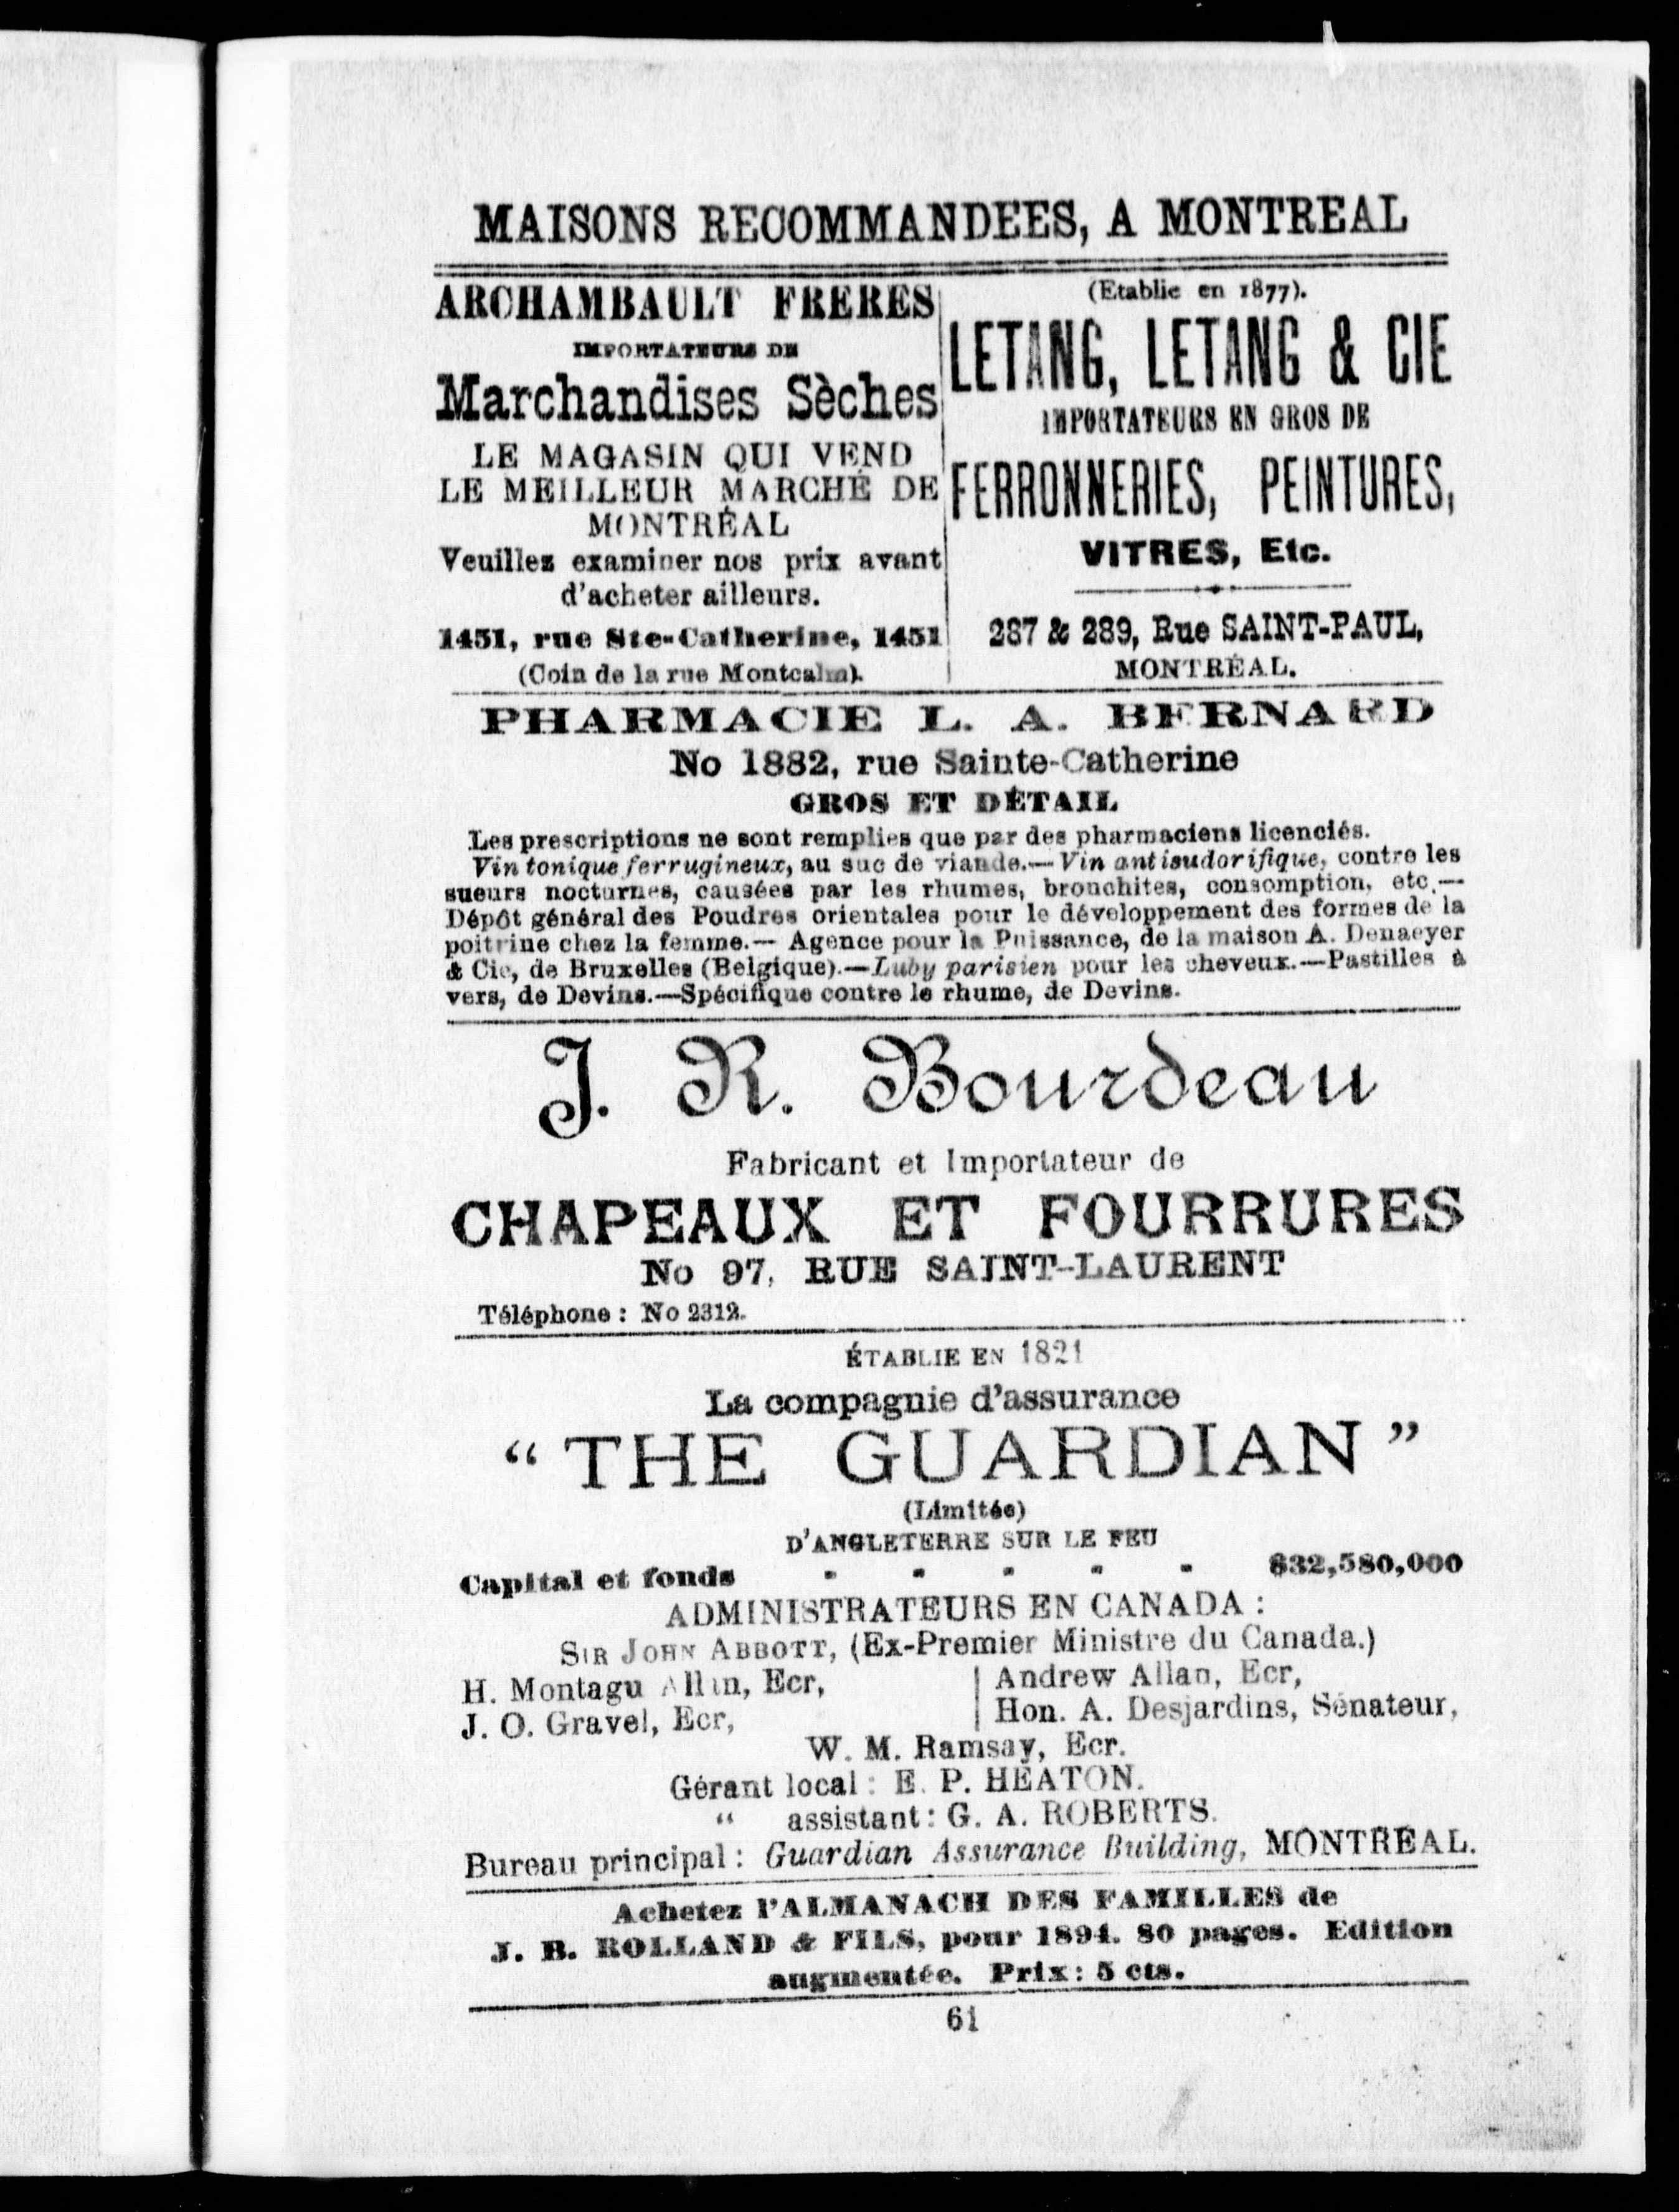 MAISONS RECOMMANDEES, A MONTREAL
ARCHAMBAULT FRERES
IMPORTATEURS DE
Marchandises Sèches
LE MAGASIN QUI VEND
LE MEILLEUR MARCHÉ DE
MONTRÉAL
Veuillez examiner nos prix avant
d'acheter ailleurs.
1451, rue Ste-Catherine, 1451
(Coin de la rue Montcalm).
(Etablie en 1877).
LETANG, LETANG & CIE
IMPORTATEURS EN GROS DE
FERRONNERIES, PEINTURES,
VITRES, Etc.
287 & 289, Rue SAINT-PAUL,
MONTRÉAL.
PHARMACIE L. A. BERNARD
No 1882, rue Sainte-Catherine
GROS ET DÉTAIL
Les prescriptions ne sont remplies que par des pharmaciens licenciés.
Vin tonique ferrugineux, au suc de viande.—Vin antisudorifique, contre les
sueurs nocturnes, causées par les rhumes, bronchites, consomption, etc.—
Dépôt général des Poudres orientales pour le développement des formes de la
poitrine chez la femme.— Agence pour la Puissance, de la maison A. Denaeyer
& Cie, de Bruxelles (Belgique).—Luby parisien pour les cheveux.—Pastilles à
vers, de Devins.—Spécifique contre le rhume, de Devins.
J. R. Bourdeau
Fabricant et Importateur de
CHAPEAUX ET FOURRURES
No 97, RUE SAINT-LAURENT
Téléphone : No 2312.
ÉTABLIE EN 1821
La compagnie d'assurance
“ THE GUARDIAN ”
(Limitée)
D'ANGLETERRE SUR LE FEU
Capital et fonds - - - - - $32,580,000
ADMINISTRATEURS EN CANADA :
SIR JOHN ABBOTT, (Ex-Premier Ministre du Canada.)
H. Montagu Allan, Ecr, | Andrew Allan, Ecr,
J. O. Gravel, Ecr, | Hon. A. Desjardins, Sénateur,
W. M. Ramsay, Ecr.
Gérant local : E. P. HEATON.
“ assistant : G. A. ROBERTS.
Bureau principal : Guardian Assurance Building, MONTRÉAL.
Achetez l'ALMANACH DES FAMILLES de
J. B. ROLLAND & FILS, pour 1894. 80 pages. Edition
augmentée. Prix : 5 cts.
61